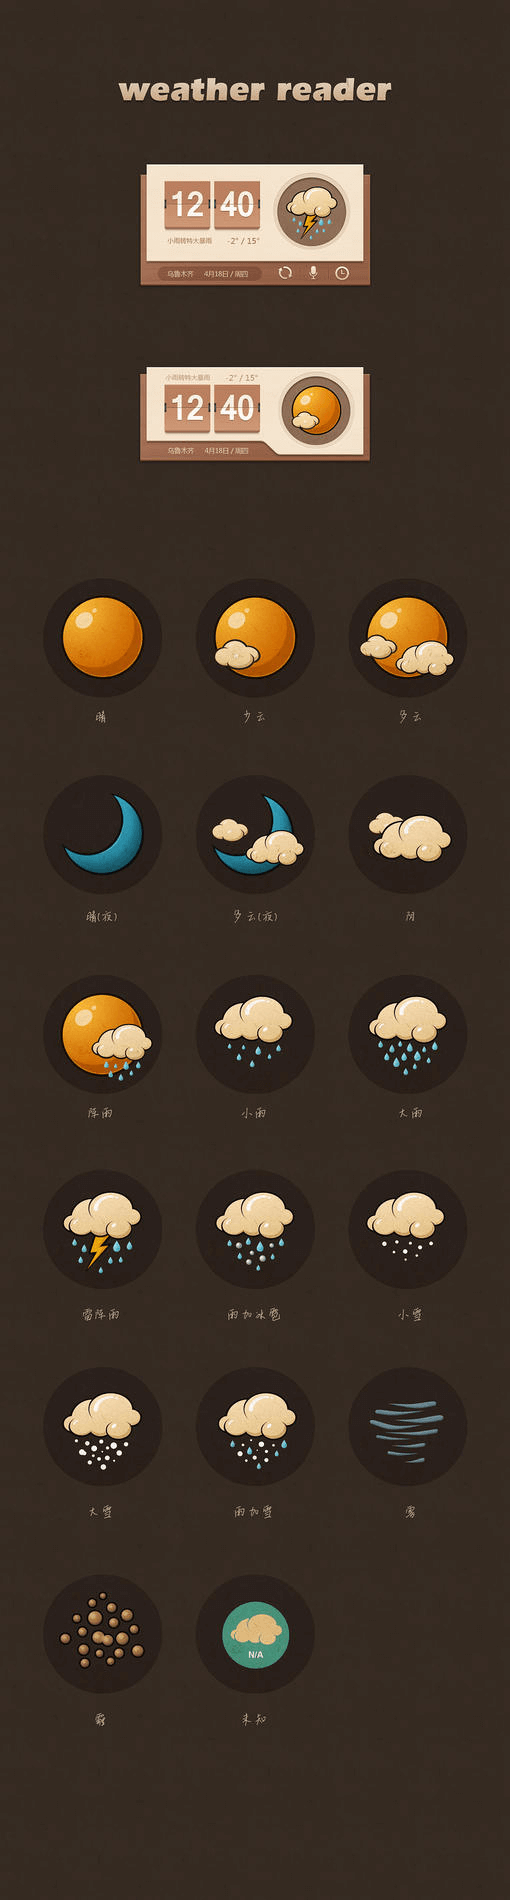 weather reader
12 40
小雨转特大暴雨 -2° / 15°
乌鲁木齐 4月18日 / 周四
小雨转特大暴雨 -2° / 15°
12 40
乌鲁木齐 4月18日 / 周四
晴 少云 多云
晴(夜) 多云(夜) 阴
阵雨 小雨 大雨
雷阵雨 雨加冰雹 小雪
大雪 雨加雪 雾
N/A
霾 未知